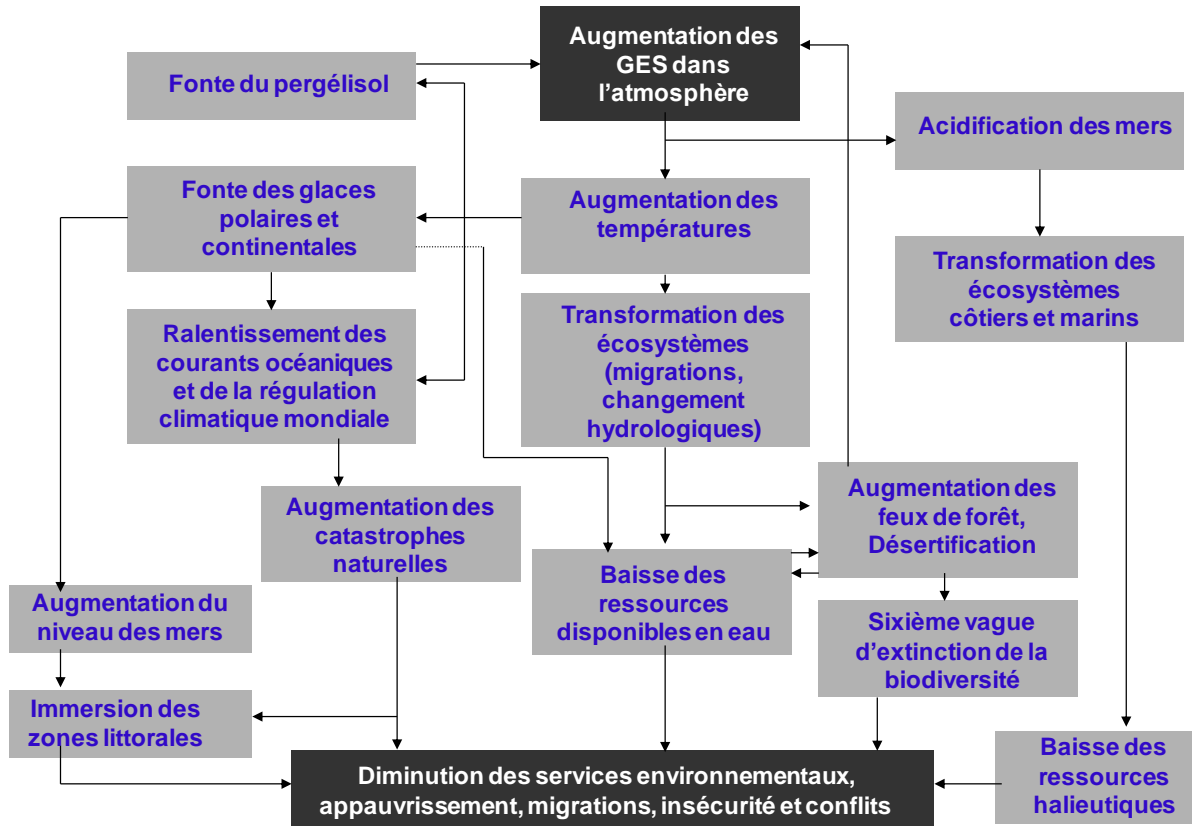 Augmentation des
GES dans
l'atmosphère
Fonte du pergélisol
Acidification des mers
Fonte des glaces
polaires et
continentales
Augmentation des
températures
Transformation des
écosystèmes
côtiers et marins
Ralentissement des
courants océaniques
et de la régulation
climatique mondiale
Transformation des
écosystèmes
(migrations,
changement
hydrologiques)
Augmentation des
catastrophes
naturelles
Augmentation des
feux de forêt,
Désertification
Baisse des
ressources
disponibles en eau
Augmentation du
niveau des mers
Sixième vague
d'extinction de la
biodiversité
Immersion des
zones littorales
Baisse des
ressources
halieutiques
Diminution des services environnementaux,
appauvrissement, migrations, insécurité et conflits